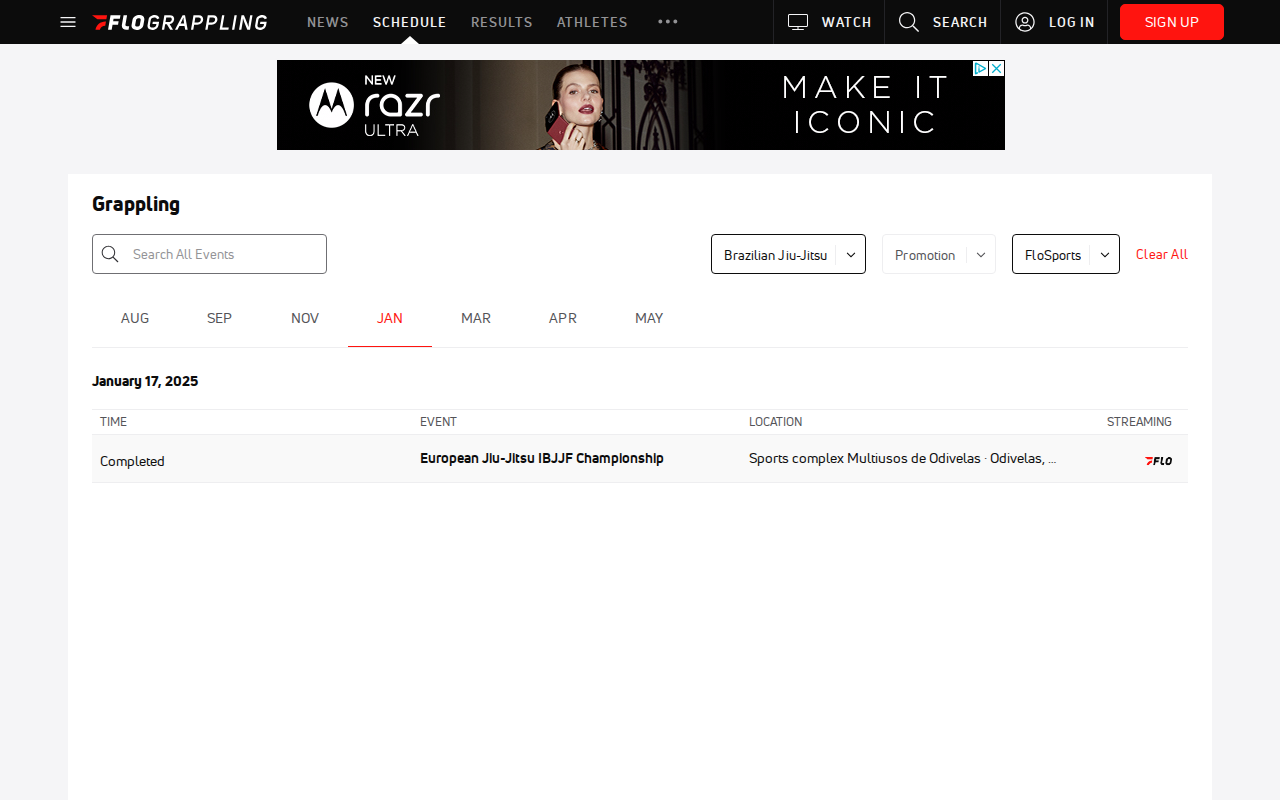 FLOGRAPPLING NEWS SCHEDULE RESULTS ATHLETES WATCH SEARCH LOG IN SIGN UP
NEW
razr
ULTRA
MAKE IT
ICONIC
Grappling
Search All Events
Brazilian Jiu-Jitsu
Promotion
FloSports
Clear All
AUG SEP NOV JAN MAR APR MAY
January 17, 2025
TIME EVENT LOCATION STREAMING
Completed European Jiu-Jitsu IBJJF Championship Sports complex Multiusos de Odivelas · Odivelas, ... FLO